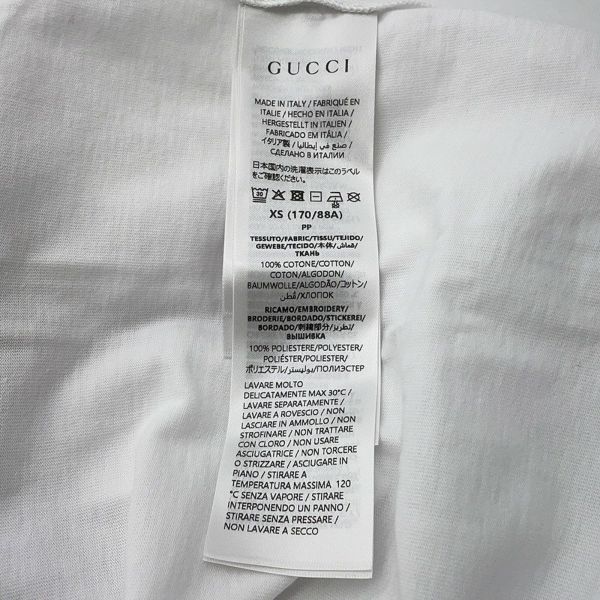 GUCCI
MADE IN ITALY / FABRIQUÉ EN
ITALIE / HECHO EN ITALIA /
HERGESTELLT IN ITALIEN /
FABRICADO EM ITÁLIA /
イタリア製 / صنع في إيطاليا /
СДЕЛАНО В ИТАЛИИ
日本国内の洗濯表示はこのラベル
をご確認ください。
30
XS (170/88A)
PP
TESSUTO/FABRIC/TISSU/TEJIDO/
GEWEBE/TECIDO/本体/قماش/
ТКАНЬ
100% COTONE/COTTON/
COTON/ALGODON/
BAUMWOLLE/ALGODÃO/コットン/
قطن/ХЛОПОК
RICAMO/EMBROIDERY/
BRODERIE/BORDADO/STICKEREI/
BORDADO/刺繍部分/تطريز/
ВЫШИВКА
100% POLIESTERE/POLYESTER/
POLIÉSTER/POLIESTER/
ポリエステル/بوليستر/ПОЛИЭСТЕР
LAVARE MOLTO
DELICATAMENTE MAX 30°C /
LAVARE SEPARATAMENTE /
LAVARE A ROVESCIO / NON
LASCIARE IN AMMOLLO / NON
STROFINARE / NON TRATTARE
CON CLORO / NON USARE
ASCIUGATRICE / NON TORCERE
O STRIZZARE / ASCIUGARE IN
PIANO / STIRARE A
TEMPERATURA MASSIMA 120
°C SENZA VAPORE / STIRARE
INTERPONENDO UN PANNO /
STIRARE SENZA PRESSARE /
NON LAVARE A SECCO